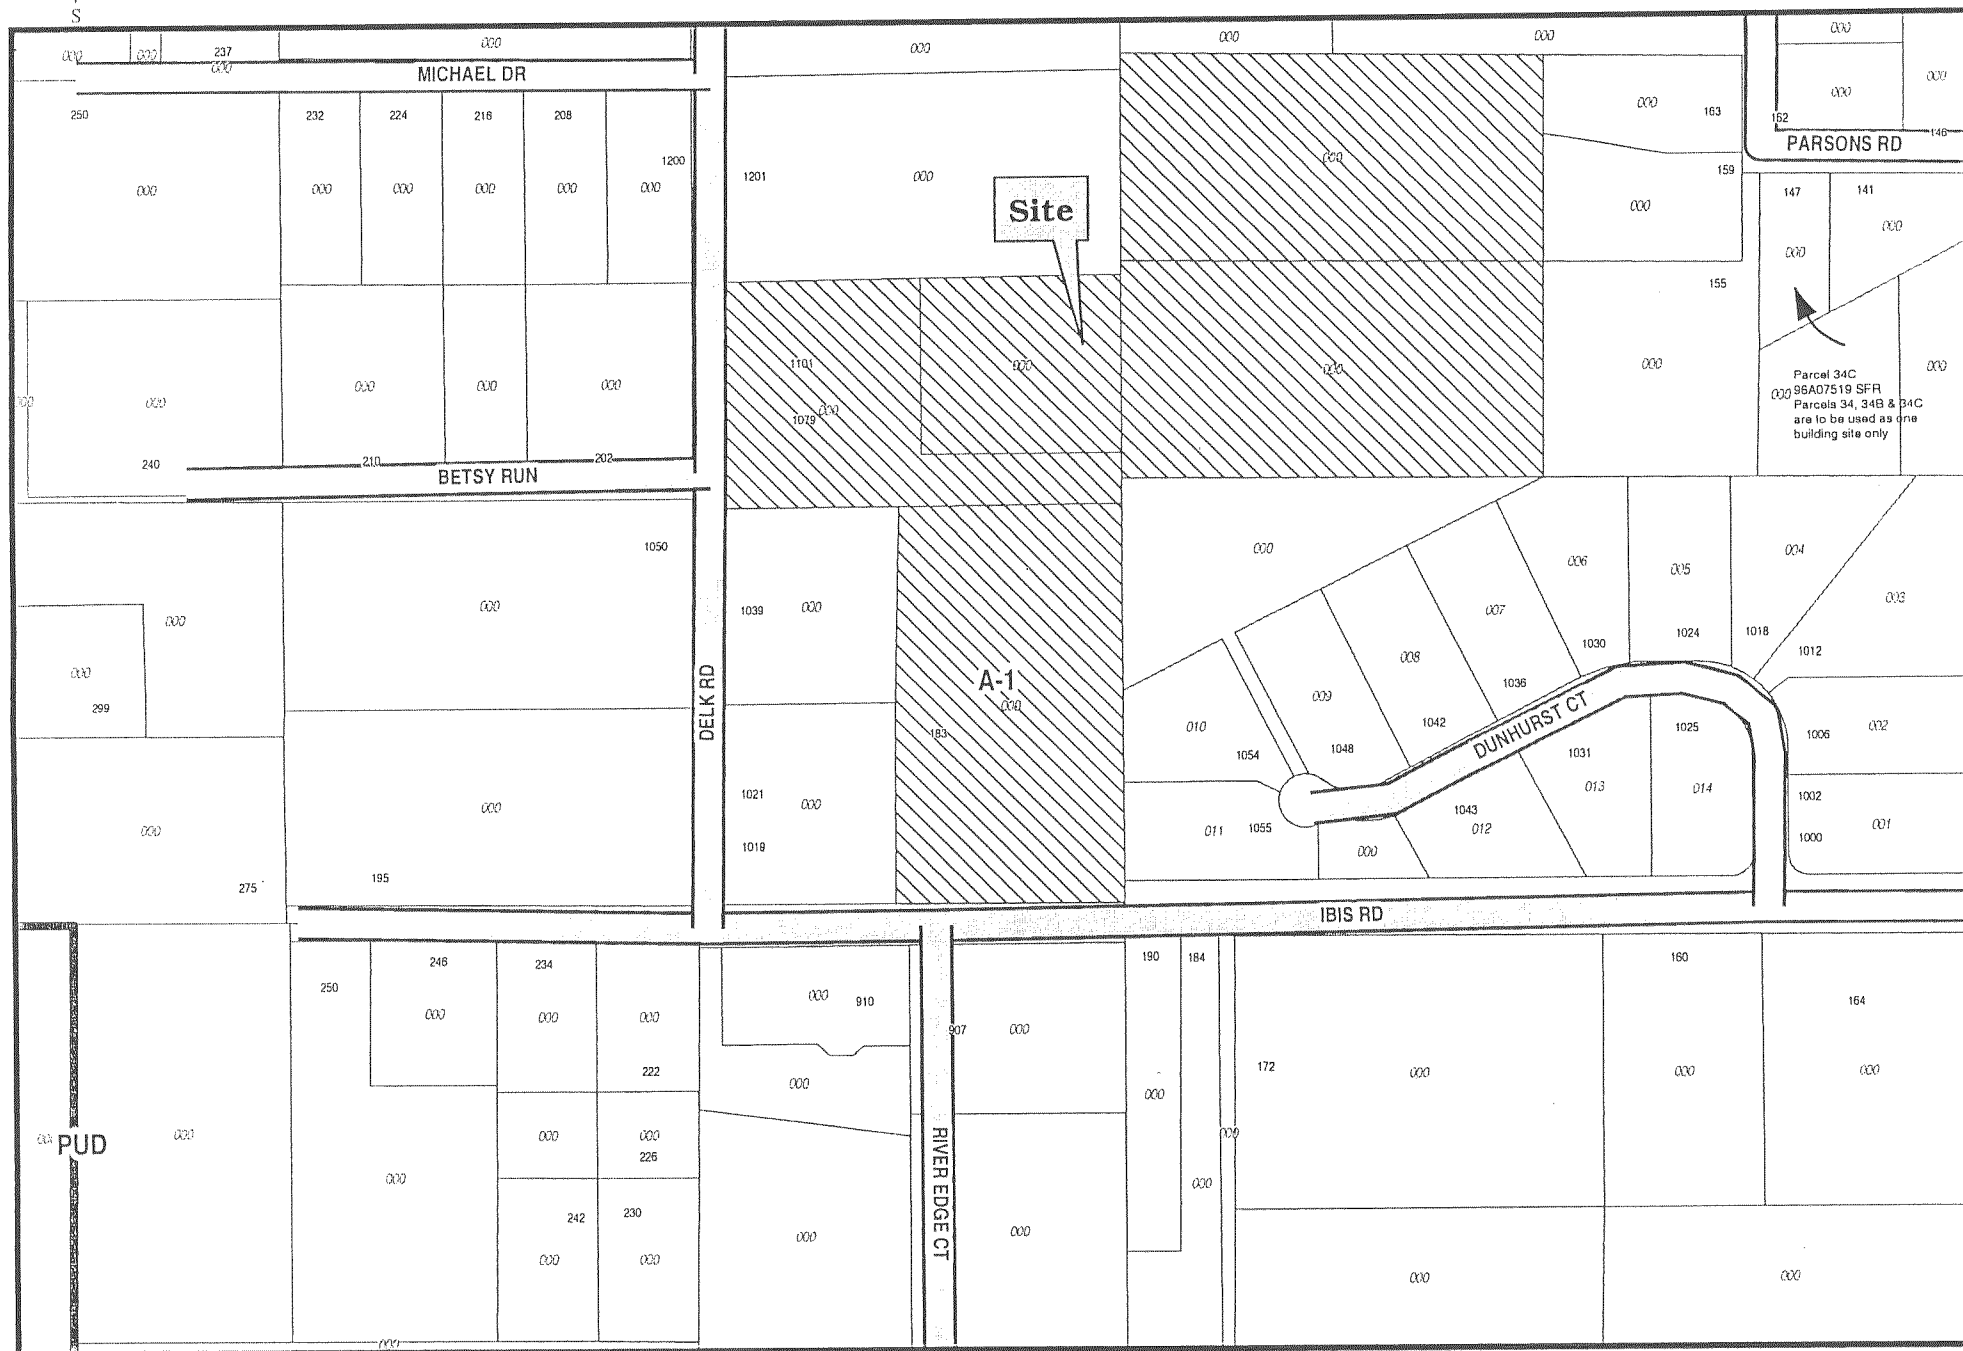 S
000 000 237 000 000 000 000 000 000
MICHAEL DR
250 232 224 216 208 163 000 000 162 000 146
PARSONS RD
000 000 000 000 000 1200 000 1201 000 000 159 147 141
Site
000 000 000
155
1101 000 000 000 000
000 000 000 000 1079 000 000
Parcel 34C
96A07519 SFR
Parcels 34, 34B & 34C
are to be used as one
building site only
240 210 202
BETSY RUN
1050 000 006 005 004
000 000 1039 000 007 003
000 008 1030 1024 1018 1012
299 DELK RD A-1 000 009 1036
183 010 1054 1048 1042 DUNHURST CT 1031 1025 1006 002
000 000 1021 000 1043 013 014 1002
1019 011 1055 000 012 1000 001
275 195
IBIS RD
246 234 190 184 160
250 000 000 000 000 910 907 000 164
222 000 000 172 000 000 000
PUD 000 000 000 000
226 000 000
RIVER EDGE CT
242 230
000 000 000 000 000 000
000